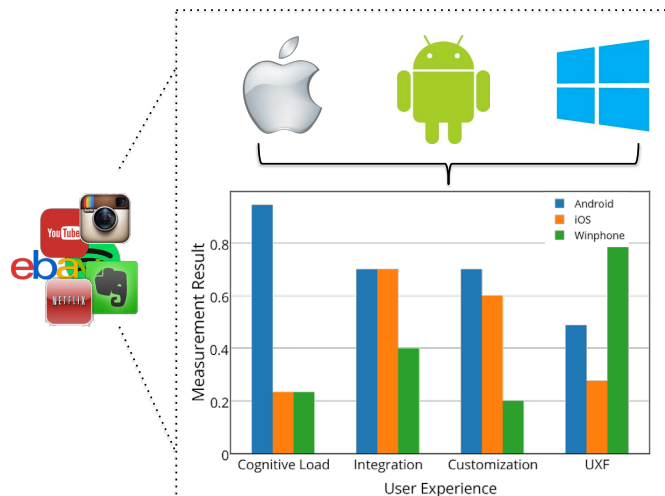 YouTube
ebay
NETFLIX
Android
iOS
Winphone
Measurement Result
0.8
0.6
0.4
0.2
0
Cognitive Load
Integration
Customization
UXF
User Experience